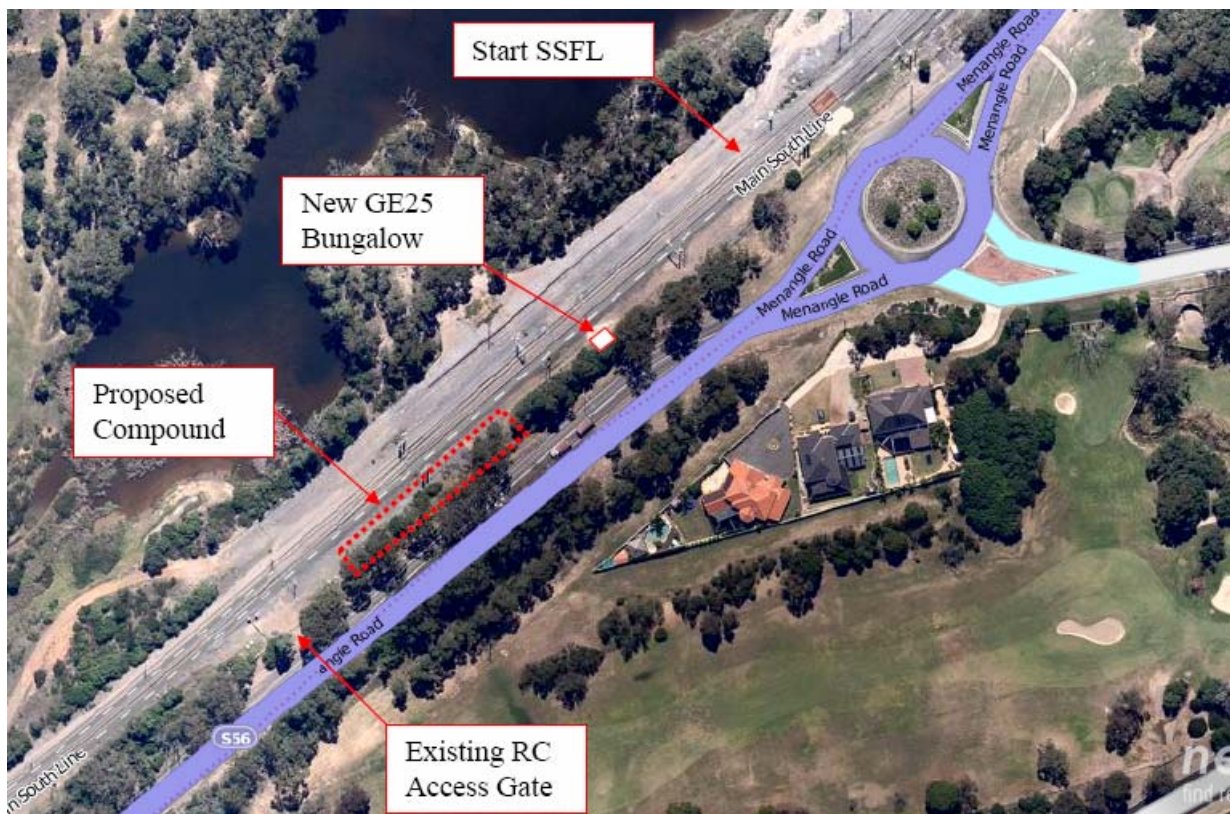 Start SSFL
Menangle Road
Menangle Road
Main South Line
New GE25
Bungalow
Menangle Road
Menangle Road
Proposed
Compound
angle Road
S56
Existing RC
Access Gate
n South Line